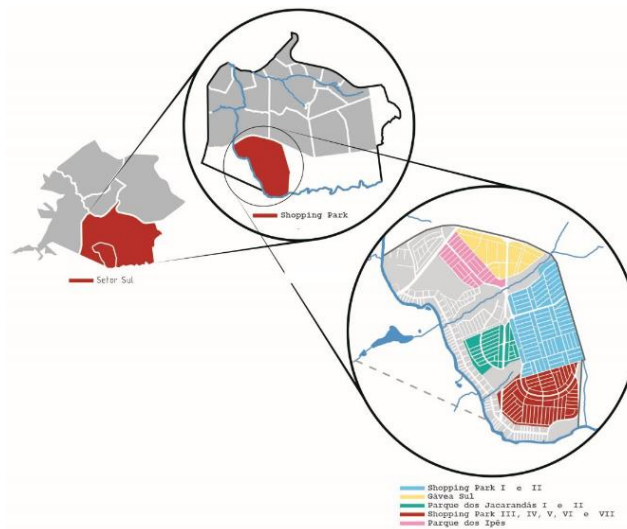 Shopping Park
Setor Sul
Shopping Park I e II
Gávea Sul
Parque dos Jacarandás I e II
Shopping Park III, IV, V, VI e VII
Parque dos Ipês